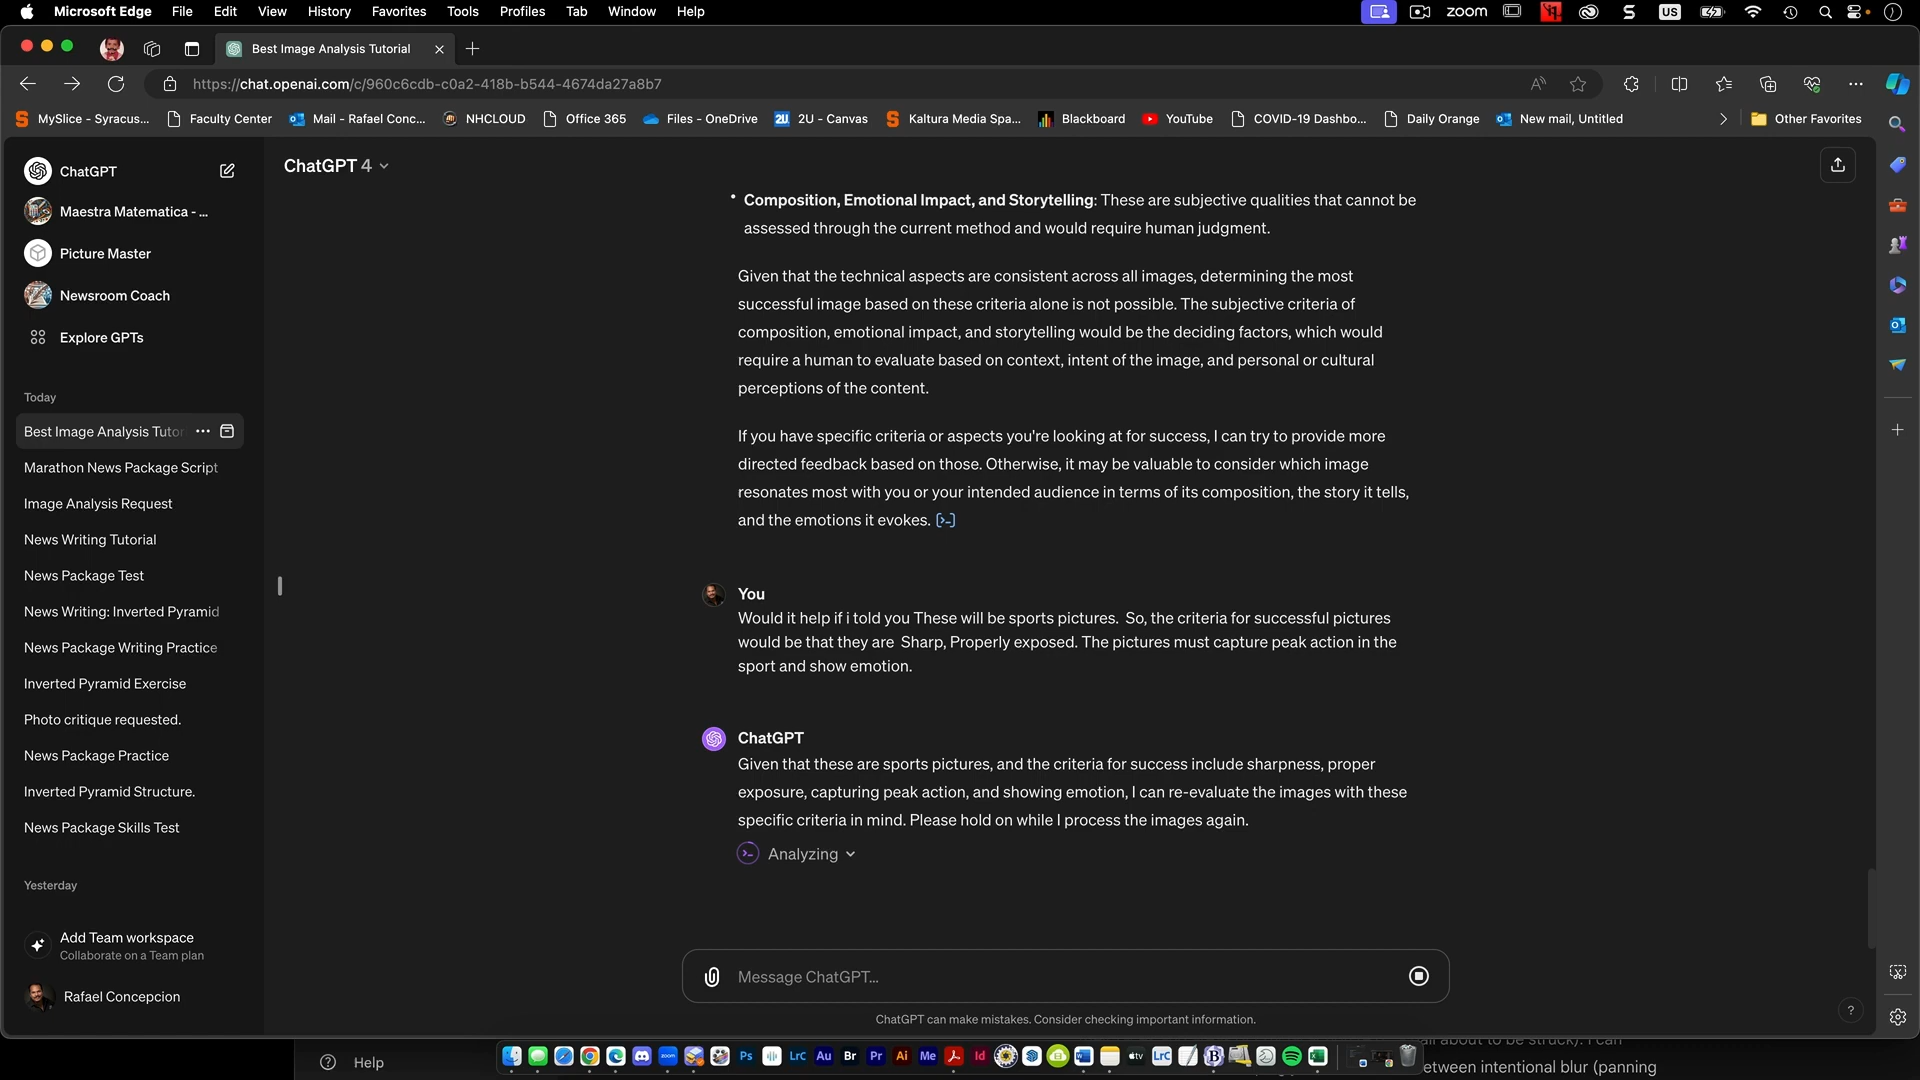 Microsoft Edge File Edit View History Favorites Tools Profiles Tab Window Help
zoom US
Best Image Analysis Tutorial
https://chat.openai.com/c/960c6cdb-c0a2-418b-b544-4674da27a8b7
MySlice - Syracus... Faculty Center Mail - Rafael Conc... NHCLOUD Office 365 Files - OneDrive 2U - Canvas Kaltura Media Spa... Blackboard YouTube COVID-19 Dashbo... Daily Orange New mail, Untitled Other Favorites
ChatGPT
Maestra Matematica - ...
Picture Master
Newsroom Coach
Explore GPTs
Today
Best Image Analysis Tutor
Marathon News Package Script
Image Analysis Request
News Writing Tutorial
News Package Test
News Writing: Inverted Pyramid
News Package Writing Practice
Inverted Pyramid Exercise
Photo critique requested.
News Package Practice
Inverted Pyramid Structure.
News Package Skills Test
Yesterday
Add Team workspace
Collaborate on a Team plan
Rafael Concepcion
ChatGPT 4
• Composition, Emotional Impact, and Storytelling: These are subjective qualities that cannot be
assessed through the current method and would require human judgment.
Given that the technical aspects are consistent across all images, determining the most
successful image based on these criteria alone is not possible. The subjective criteria of
composition, emotional impact, and storytelling would be the deciding factors, which would
require a human to evaluate based on context, intent of the image, and personal or cultural
perceptions of the content.
If you have specific criteria or aspects you're looking at for success, I can try to provide more
directed feedback based on those. Otherwise, it may be valuable to consider which image
resonates most with you or your intended audience in terms of its composition, the story it tells,
and the emotions it evokes. [>-]
You
Would it help if i told you These will be sports pictures. So, the criteria for successful pictures
would be that they are Sharp, Properly exposed. The pictures must capture peak action in the
sport and show emotion.
ChatGPT
Given that these are sports pictures, and the criteria for success include sharpness, proper
exposure, capturing peak action, and showing emotion, I can re-evaluate the images with these
specific criteria in mind. Please hold on while I process the images again.
Analyzing
Message ChatGPT...
ChatGPT can make mistakes. Consider checking important information.
?
Help
Ps LrC Au Br Pr Ai Me Id tv LrC
all about to be struck). I can
etween intentional blur (panning